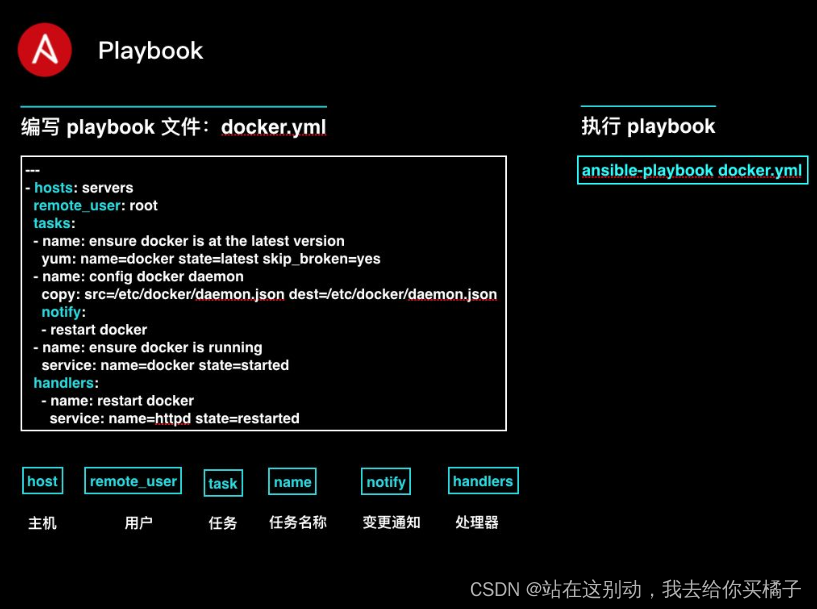 Playbook
编写 playbook 文件：docker.yml
---
- hosts: servers
remote_user: root
tasks:
- name: ensure docker is at the latest version
yum: name=docker state=latest skip_broken=yes
- name: config docker daemon
copy: src=/etc/docker/daemon.json dest=/etc/docker/daemon.json
notify:
- restart docker
- name: ensure docker is running
service: name=docker state=started
handlers:
- name: restart docker
service: name=httpd state=restarted
执行 playbook
ansible-playbook docker.yml
host remote_user task name notify handlers
主机 用户 任务 任务名称 变更通知 处理器
CSDN @站在这别动，我去给你买橘子